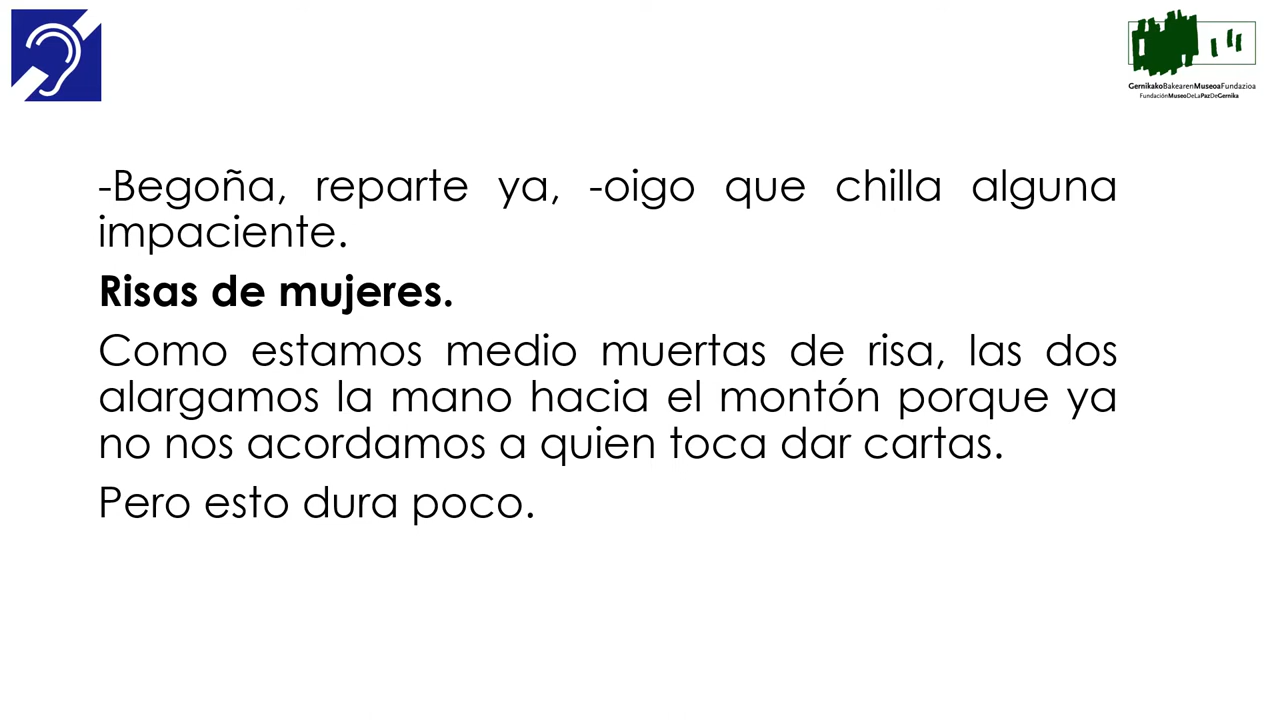 GernikakoBakearenMuseoaFundazioa
FundaciónMuseoDeLaPazDeGernika
-Begoña, reparte ya, -oigo que chilla alguna
impaciente.
Risas de mujeres.
Como estamos medio muertas de risa, las dos
alargamos la mano hacia el montón porque ya
no nos acordamos a quien toca dar cartas.
Pero esto dura poco.